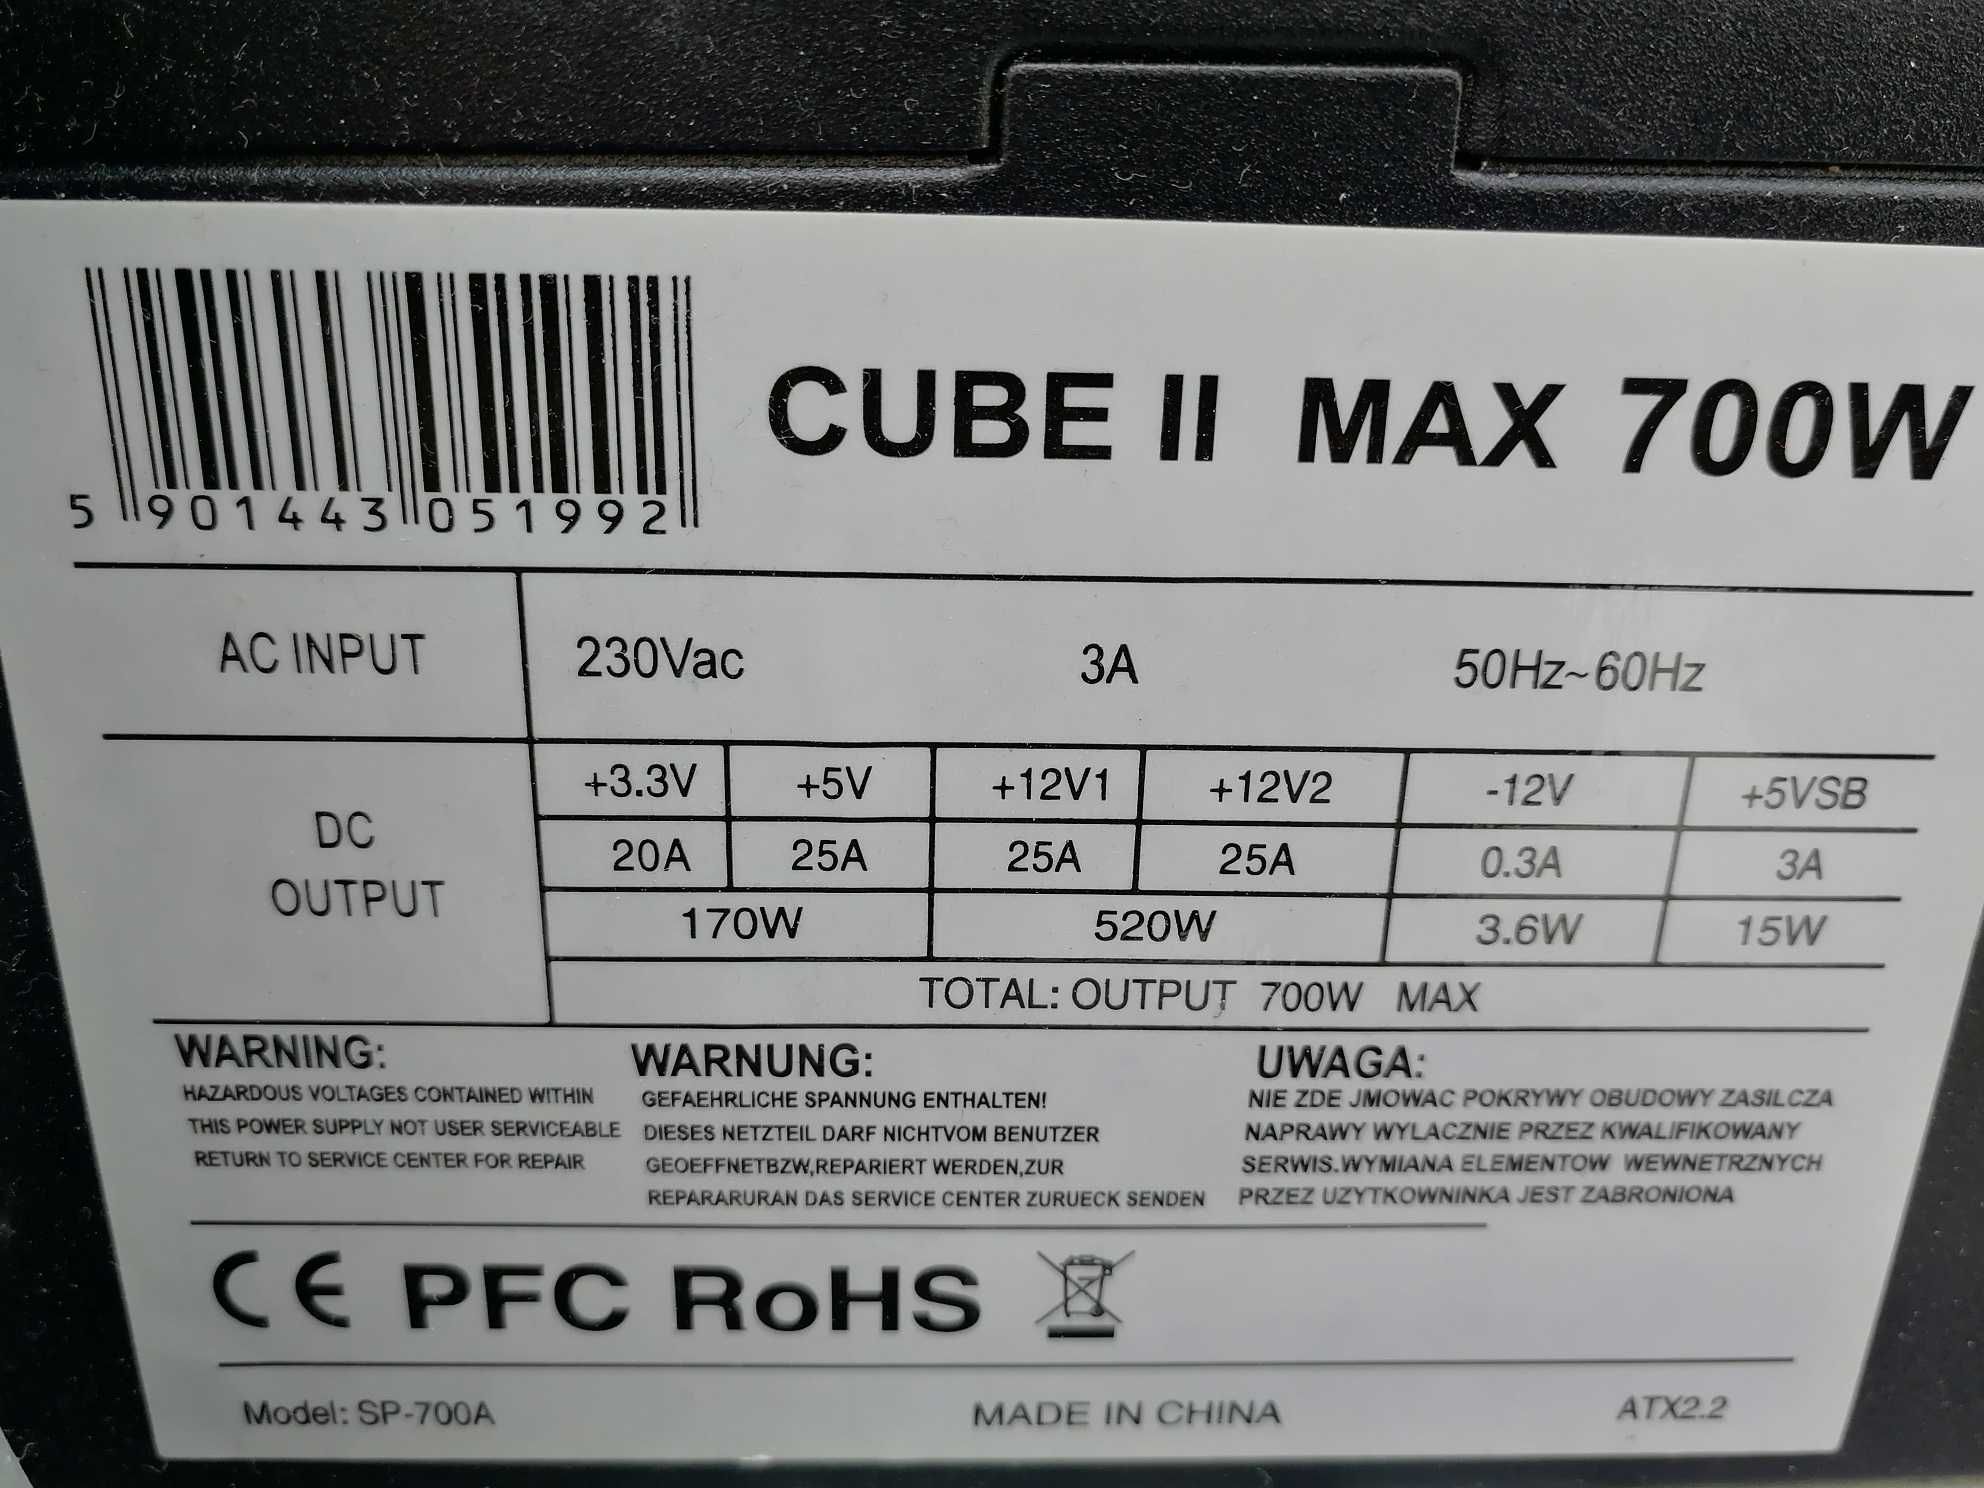 CUBE II MAX 700W
5 901443 051992
AC INPUT 230Vac 3A 50Hz~60Hz
DC OUTPUT
+3.3V +5V +12V1 +12V2 -12V +5VSB
20A 25A 25A 25A 0.3A 3A
170W 520W 3.6W 15W
TOTAL: OUTPUT 700W MAX
WARNING:
HAZARDOUS VOLTAGES CONTAINED WITHIN
THIS POWER SUPPLY NOT USER SERVICEABLE
RETURN TO SERVICE CENTER FOR REPAIR
WARNUNG:
GEFAEHRLICHE SPANNUNG ENTHALTEN!
DIESES NETZTEIL DARF NICHTVOM BENUTZER
GEOEFFNETBZW,REPARIERT WERDEN,ZUR
REPARARURAN DAS SERVICE CENTER ZURUECK SENDEN
UWAGA:
NIE ZDE JMOWAC POKRYWY OBUDOWY ZASILCZA
NAPRAWY WYLACZNIE PRZEZ KWALIFIKOWANY
SERWIS.WYMIANA ELEMENTOW WEWNETRZNYCH
PRZEZ UZYTKOWNINKA JEST ZABRONIONA
CE PFC RoHS
Model: SP-700A MADE IN CHINA ATX2.2